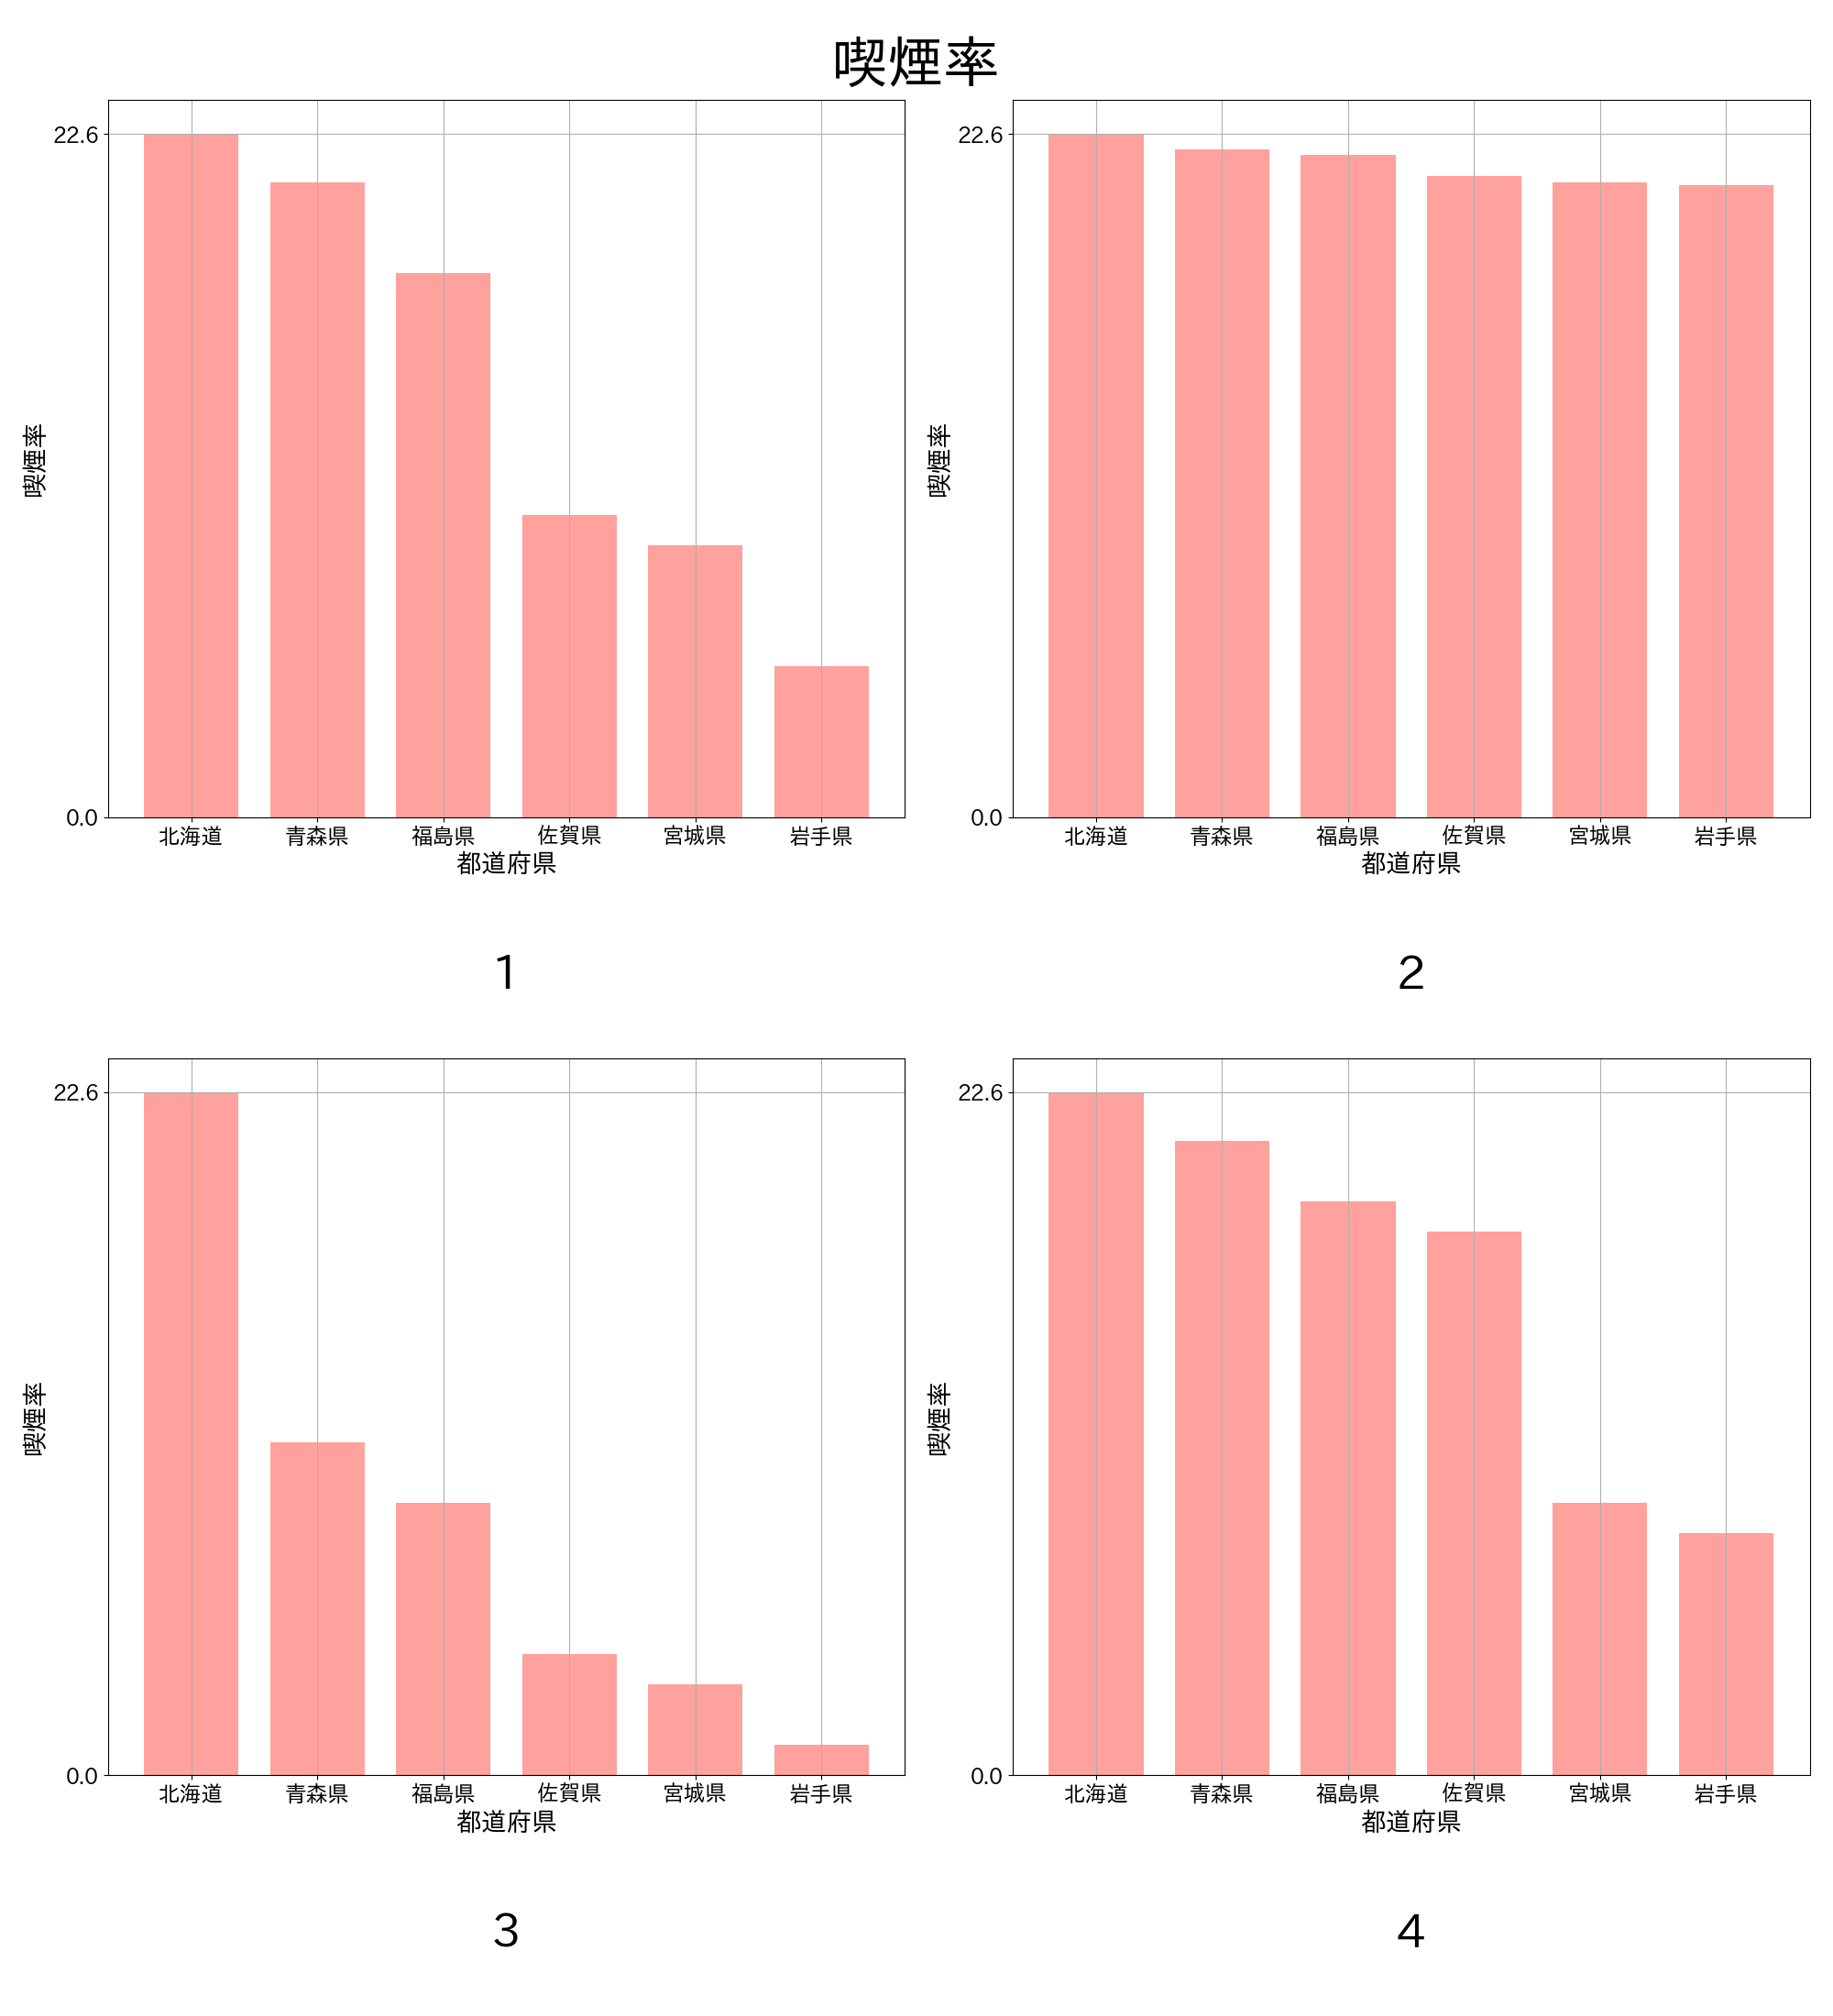 喫煙率
22.6
0.0
喫煙率
北海道 青森県 福島県 佐賀県 宮城県 岩手県
都道府県
1
22.6
0.0
喫煙率
北海道 青森県 福島県 佐賀県 宮城県 岩手県
都道府県
2
22.6
0.0
喫煙率
北海道 青森県 福島県 佐賀県 宮城県 岩手県
都道府県
3
22.6
0.0
喫煙率
北海道 青森県 福島県 佐賀県 宮城県 岩手県
都道府県
4